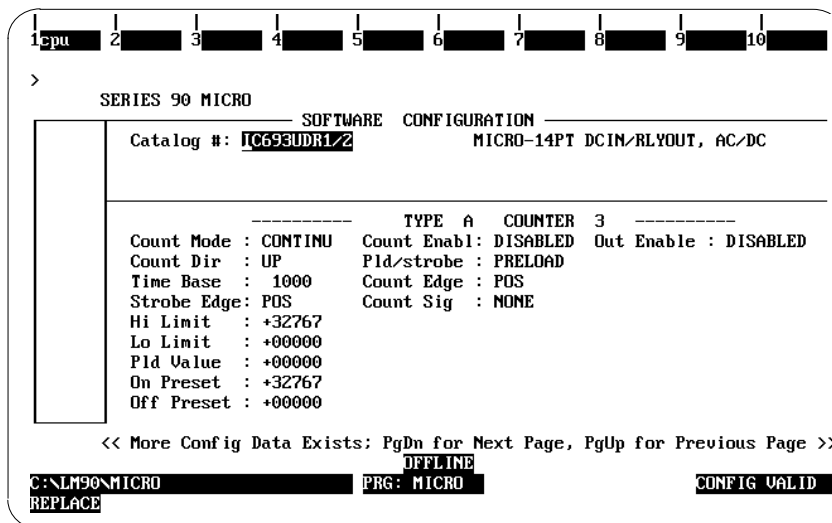 1cpu 2 3 4 5 6 7 8 9 10
>
SERIES 90 MICRO
SOFTWARE CONFIGURATION
Catalog #: IC693UDR1/2 MICRO-14PT DCIN/RLYOUT, AC/DC
---------- TYPE A COUNTER 3 ----------
Count Mode : CONTINU Count Enabl: DISABLED Out Enable : DISABLED
Count Dir : UP Pld/strobe : PRELOAD
Time Base : 1000 Count Edge : POS
Strobe Edge: POS Count Sig : NONE
Hi Limit : +32767
Lo Limit : +00000
Pld Value : +00000
On Preset : +32767
Off Preset : +00000
<< More Config Data Exists; PgDn for Next Page, PgUp for Previous Page >>
OFFLINE
C:\LM90\MICRO PRG: MICRO CONFIG VALID
REPLACE